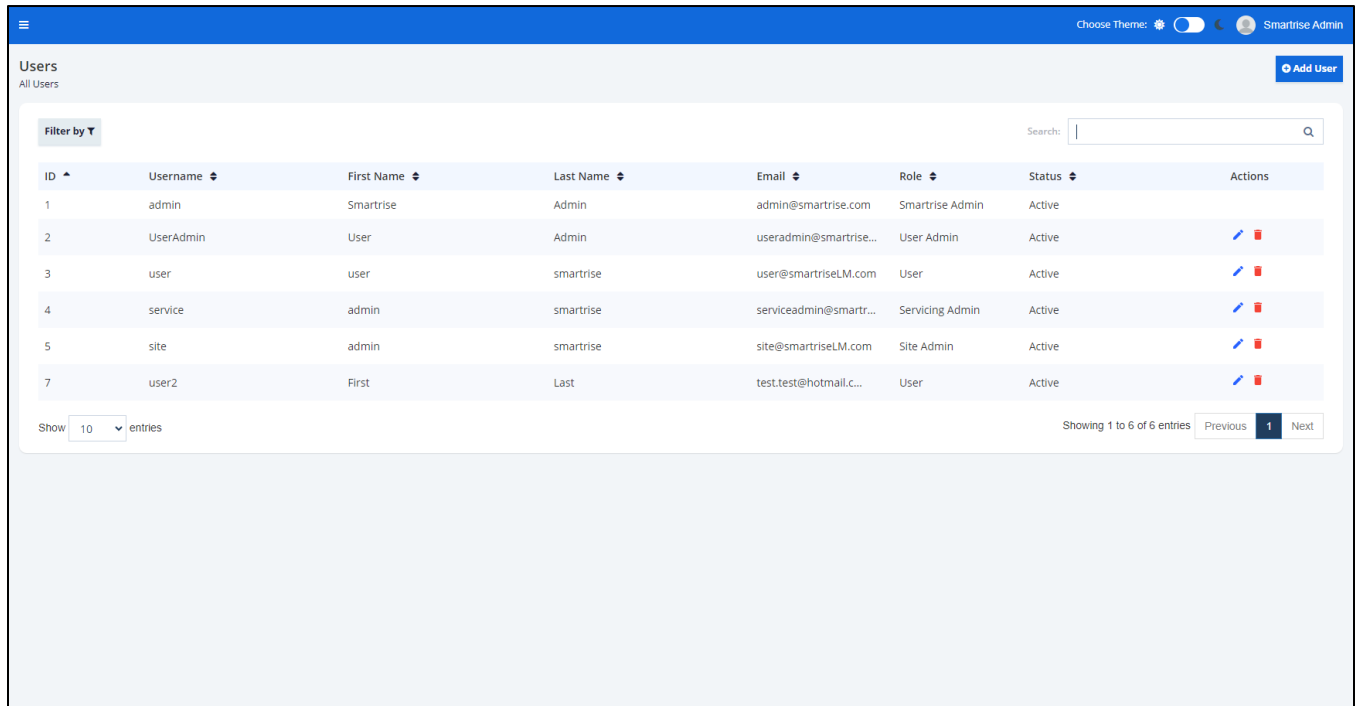 Choose Theme: Smartrise Admin
Users
All Users
Add User
Filter by
Search:
ID Username First Name Last Name Email Role Status Actions
1 admin Smartrise Admin admin@smartrise.com Smartrise Admin Active
2 UserAdmin User Admin useradmin@smartrise... User Admin Active
3 user user smartrise user@smartriseLM.com User Active
4 service admin smartrise serviceadmin@smartr... Servicing Admin Active
5 site admin smartrise site@smartriseLM.com Site Admin Active
7 user2 First Last test.test@hotmail.c... User Active
Show 10 entries Showing 1 to 6 of 6 entries Previous 1 Next